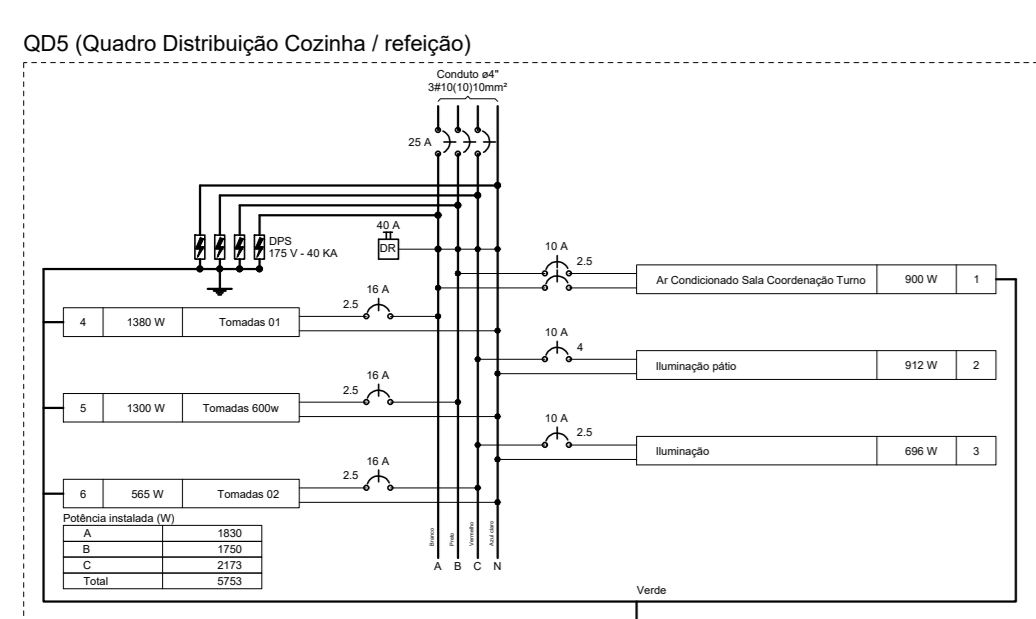 QD5 (Quadro Distribuição Cozinha / refeição)
Conduto ø4"
3#10(10)10mm²
25 A
DPS
175 V - 40 KA
40 A
DR
10 A
2.5
Ar Condicionado Sala Coordenação Turno 900 W 1
16 A
2.5
4 1380 W Tomadas 01
10 A
4
Iluminação pátio 912 W 2
16 A
2.5
5 1300 W Tomadas 600w
10 A
2.5
Iluminação 696 W 3
16 A
2.5
6 565 W Tomadas 02
Potência instalada (W)
A 1830
B 1750
C 2173
Total 5753
Branco
Preto
Vermelho
Azul claro
A B C N
Verde